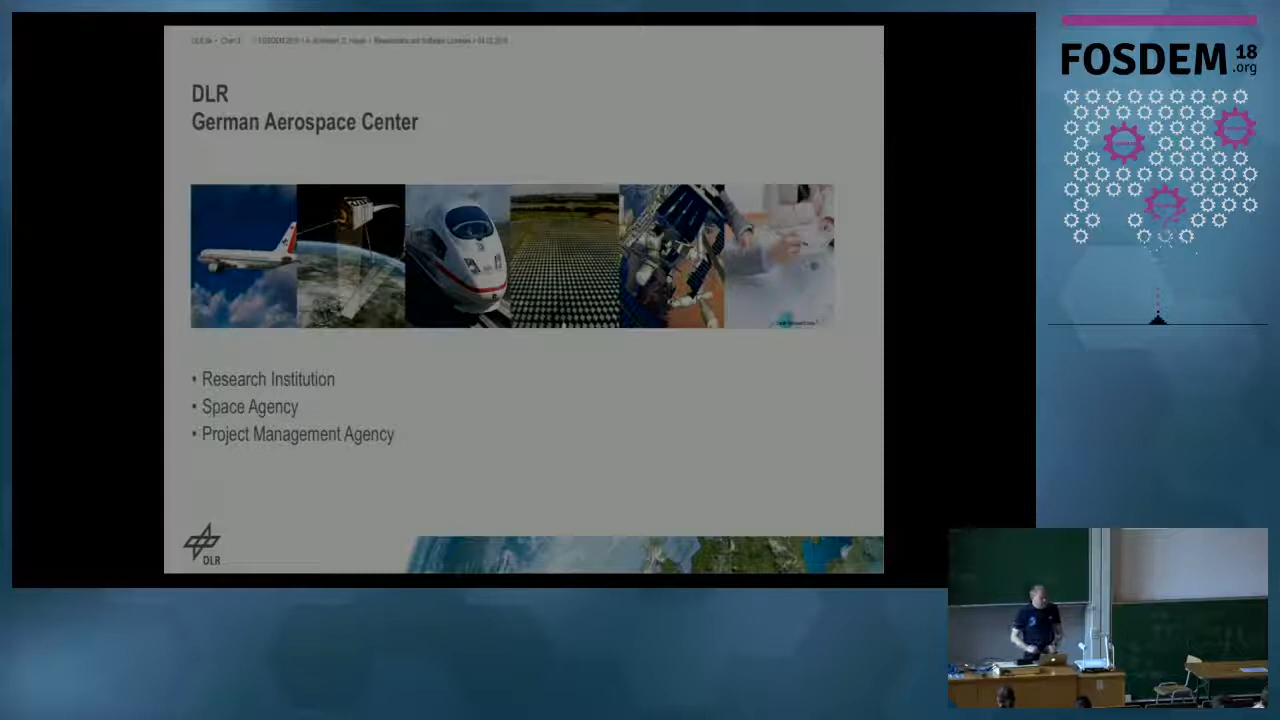 DLR
German Aerospace Center
• Research Institution
• Space Agency
• Project Management Agency
DLR
FOSDEM 18
.org